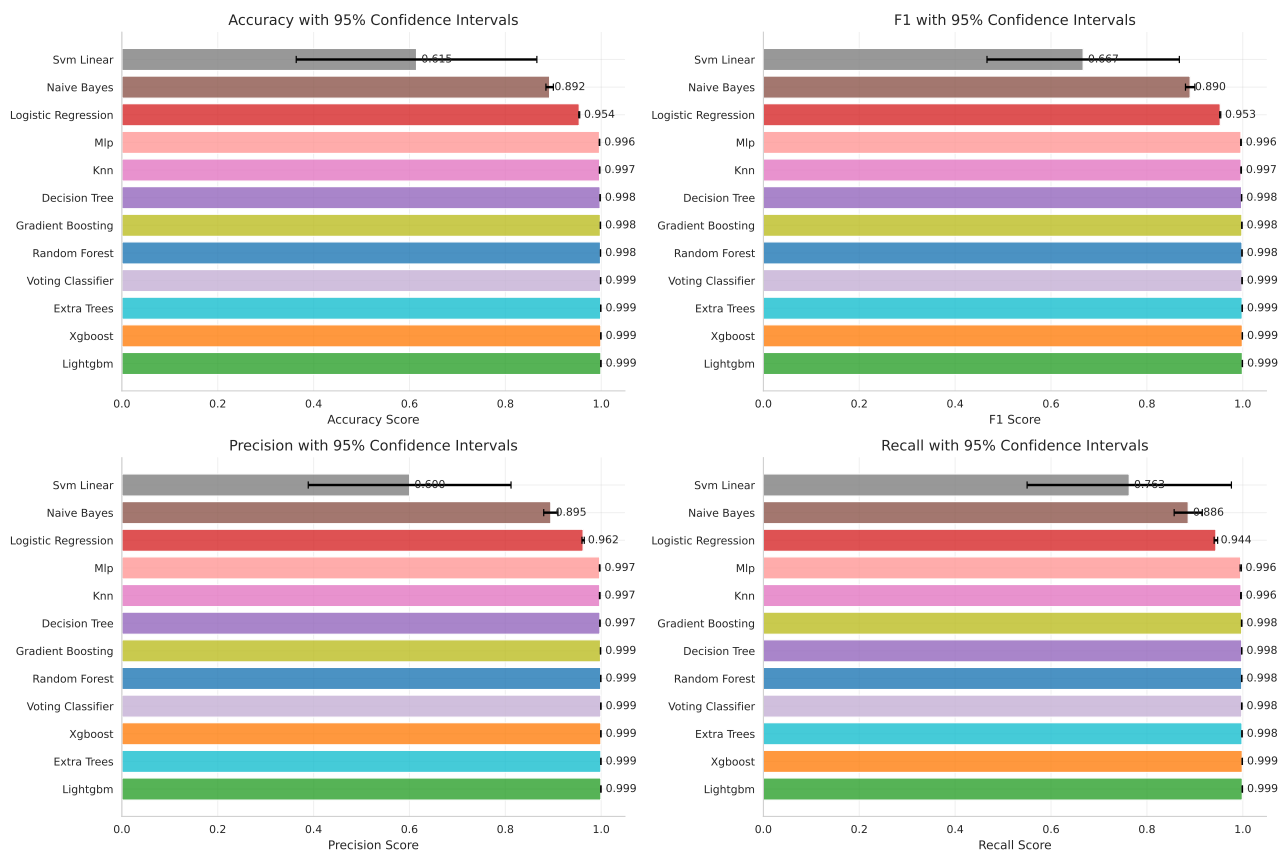 Accuracy with 95% Confidence Intervals
Svm Linear 0.615
Naive Bayes 0.892
Logistic Regression 0.954
Mlp 0.996
Knn 0.997
Decision Tree 0.998
Gradient Boosting 0.998
Random Forest 0.998
Voting Classifier 0.999
Extra Trees 0.999
Xgboost 0.999
Lightgbm 0.999
0.0 0.2 0.4 0.6 0.8 1.0
Accuracy Score
F1 with 95% Confidence Intervals
Svm Linear 0.667
Naive Bayes 0.890
Logistic Regression 0.953
Mlp 0.996
Knn 0.997
Decision Tree 0.998
Gradient Boosting 0.998
Random Forest 0.998
Voting Classifier 0.999
Extra Trees 0.999
Xgboost 0.999
Lightgbm 0.999
0.0 0.2 0.4 0.6 0.8 1.0
F1 Score
Precision with 95% Confidence Intervals
Svm Linear 0.600
Naive Bayes 0.895
Logistic Regression 0.962
Mlp 0.997
Knn 0.997
Decision Tree 0.997
Gradient Boosting 0.999
Random Forest 0.999
Voting Classifier 0.999
Xgboost 0.999
Extra Trees 0.999
Lightgbm 0.999
0.0 0.2 0.4 0.6 0.8 1.0
Precision Score
Recall with 95% Confidence Intervals
Svm Linear 0.763
Naive Bayes 0.886
Logistic Regression 0.944
Mlp 0.996
Knn 0.996
Gradient Boosting 0.998
Decision Tree 0.998
Random Forest 0.998
Voting Classifier 0.998
Extra Trees 0.998
Xgboost 0.999
Lightgbm 0.999
0.0 0.2 0.4 0.6 0.8 1.0
Recall Score